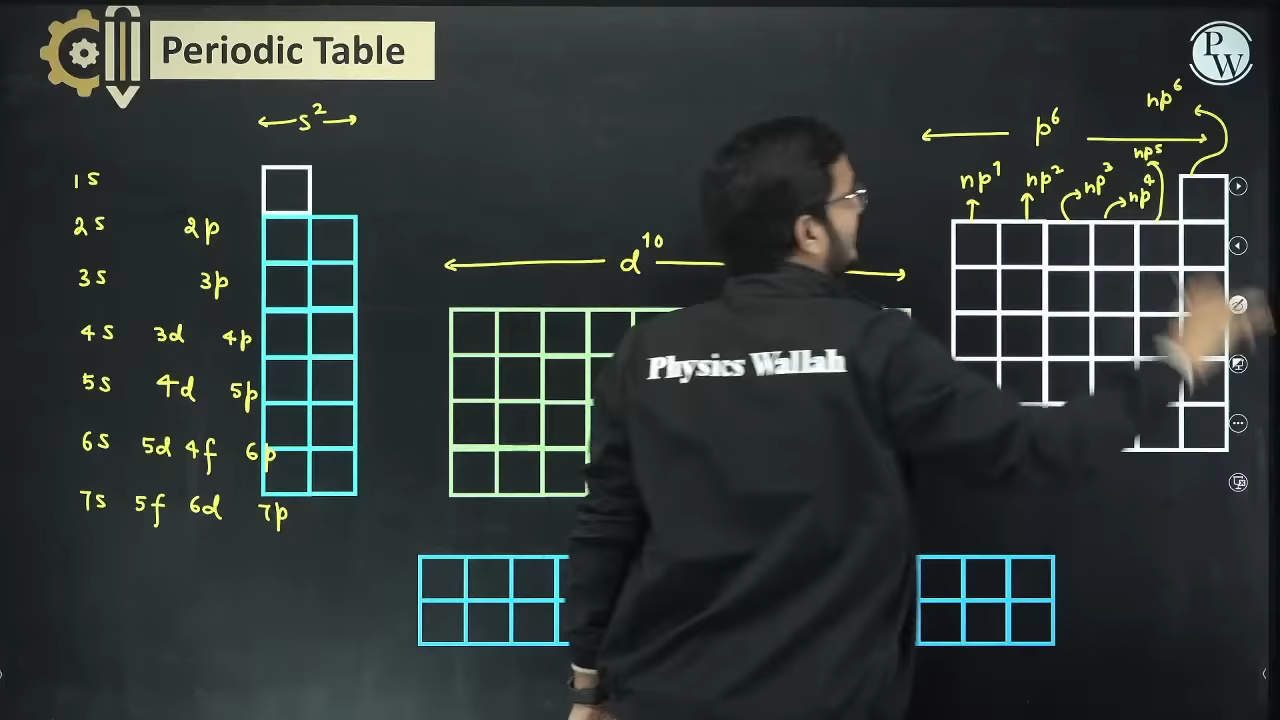 Periodic Table
PW
s²
p⁶
np⁶
np¹ np² np³ np⁴ np⁵
d¹⁰
1s
2s 2p
3s 3p
4s 3d 4p
5s 4d 5p
6s 5d 4f 6p
7s 5f 6d 7p
Physics Wallah